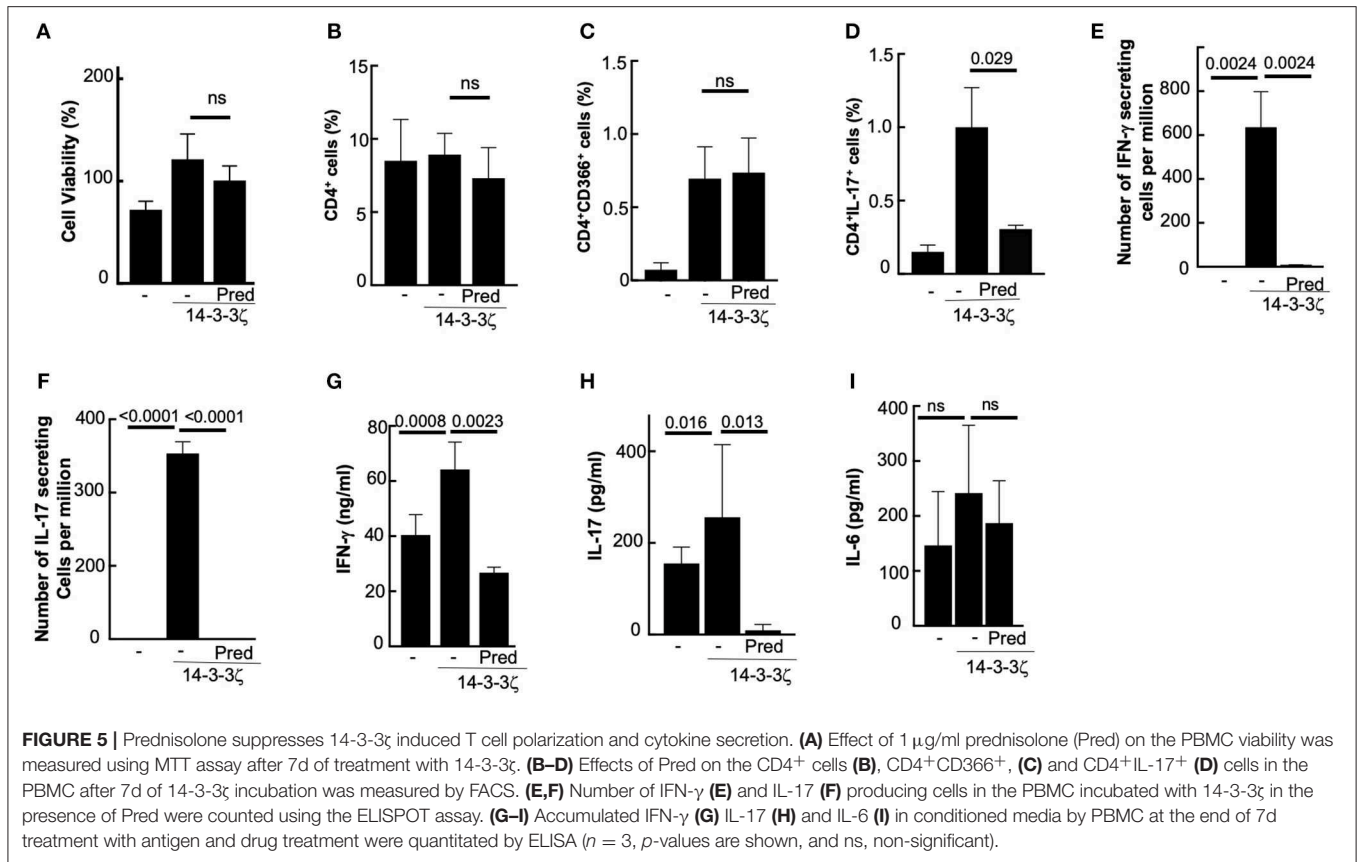 A
Cell Viability (%)
200
100
0
ns
- - Pred
14-3-3ζ
B
CD4⁺ cells (%)
15
10
5
0
ns
- - Pred
14-3-3ζ
C
CD4⁺CD366⁺ cells (%)
1.0
0.8
0.5
0.3
0
ns
- - Pred
14-3-3ζ
D
CD4⁺IL-17⁺ cells (%)
1.5
1.0
0.5
0
0.029
- - Pred
14-3-3ζ
E
Number of IFN-γ secreting
cells per million
800
600
400
200
0
0.0024 0.0024
- - Pred
14-3-3ζ
F
Number of IL-17 secreting
Cells per million
400
300
200
0
<0.0001 <0.0001
- - Pred
14-3-3ζ
G
IFN-γ (ng/ml)
80
60
40
20
0
0.0008 0.0023
- - Pred
14-3-3ζ
H
IL-17 (pg/ml)
400
200
0
0.016 0.013
- - Pred
14-3-3ζ
I
IL-6 (pg/ml)
400
300
200
100
0
ns ns
- - Pred
14-3-3ζ
FIGURE 5 | Prednisolone suppresses 14-3-3ζ induced T cell polarization and cytokine secretion. (A) Effect of 1 μg/ml prednisolone (Pred) on the PBMC viability was
measured using MTT assay after 7d of treatment with 14-3-3ζ. (B–D) Effects of Pred on the CD4⁺ cells (B), CD4⁺CD366⁺, (C) and CD4⁺IL-17⁺ (D) cells in the
PBMC after 7d of 14-3-3ζ incubation was measured by FACS. (E,F) Number of IFN-γ (E) and IL-17 (F) producing cells in the PBMC incubated with 14-3-3ζ in the
presence of Pred were counted using the ELISPOT assay. (G–I) Accumulated IFN-γ (G) IL-17 (H) and IL-6 (I) in conditioned media by PBMC at the end of 7d
treatment with antigen and drug treatment were quantitated by ELISA (n = 3, p-values are shown, and ns, non-significant).